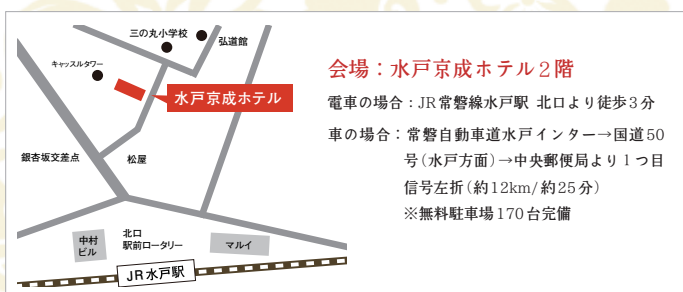 三の丸小学校
弘道館
キャッスルタワー
水戸京成ホテル
銀杏坂交差点
松屋
北口
駅前ロータリー
中村
ビル
マルイ
JR水戸駅
会場：水戸京成ホテル2階
電車の場合：JR常磐線水戸駅 北口より徒歩3分
車の場合：常磐自動車道水戸インター→国道50
号（水戸方面）→中央郵便局より1つ目
信号左折（約12km/約25分）
※無料駐車場170台完備